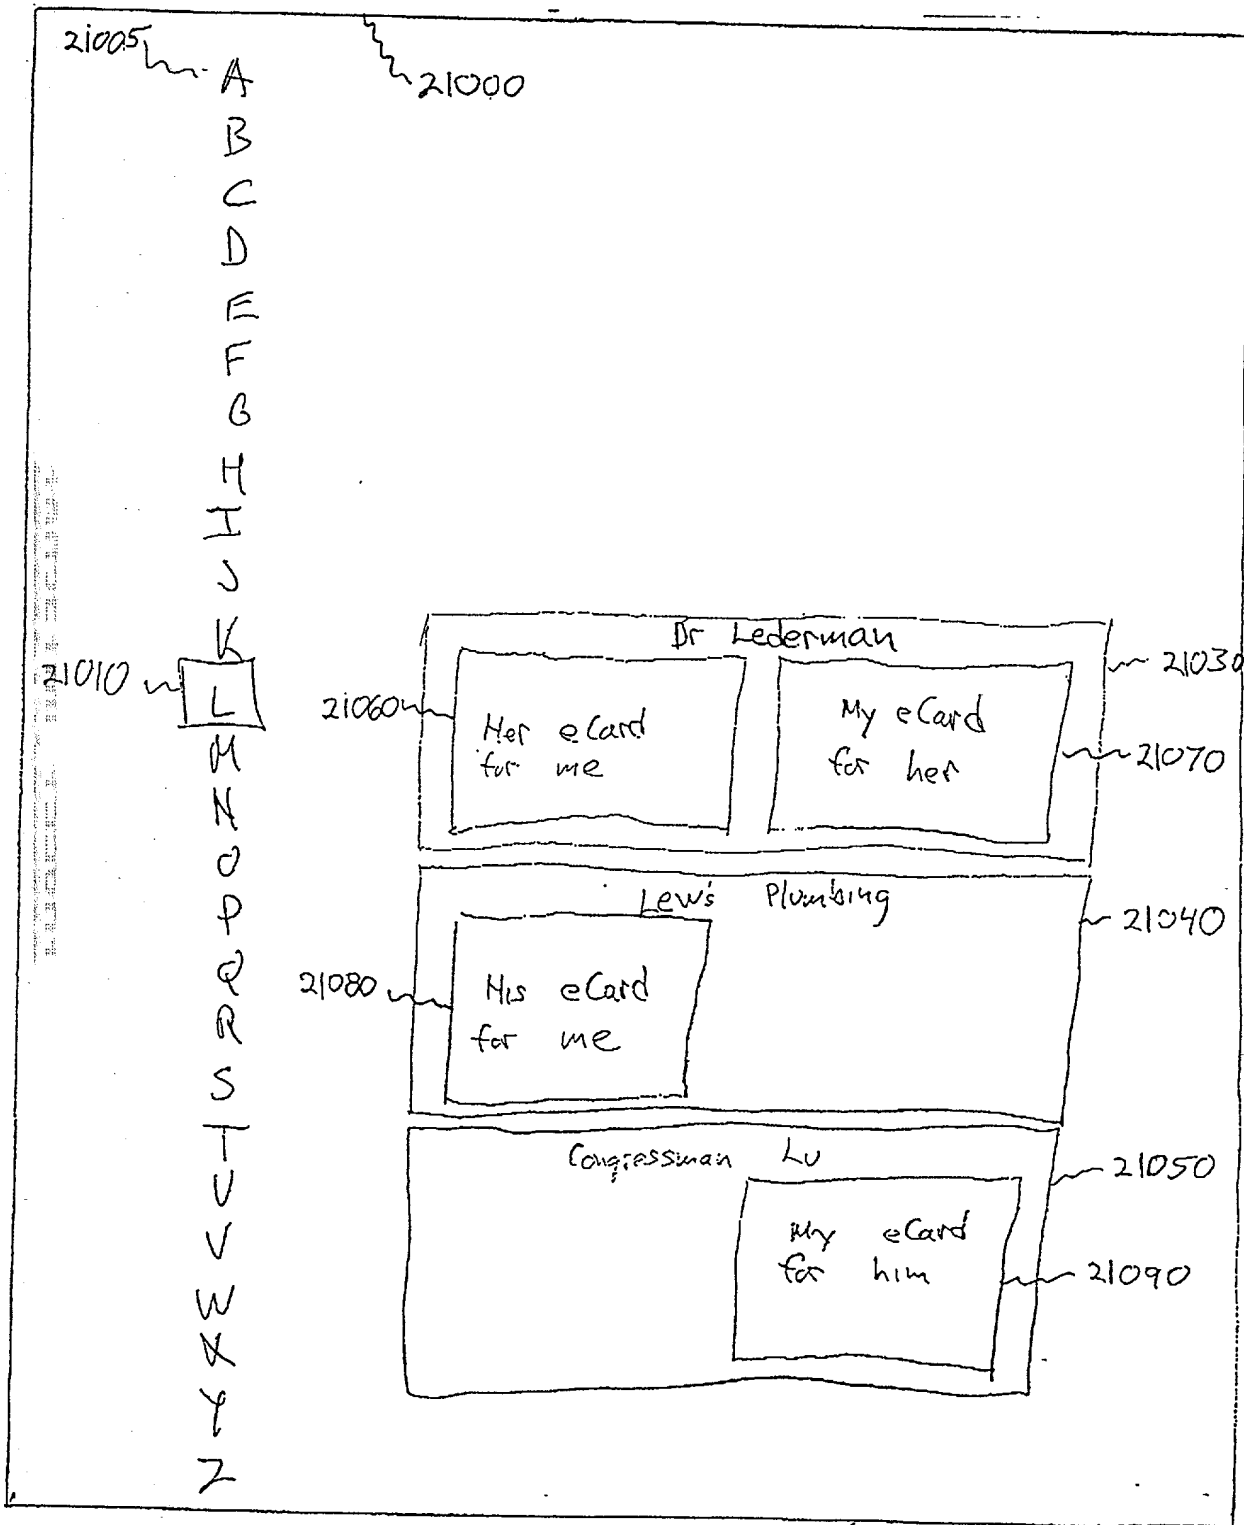 21005
21000
A
B
C
D
E
F
G
H
I
J
K
21010
L
M
N
O
P
Q
R
S
T
U
V
W
X
Y
Z
Dr Lederman
21030
21060
Her eCard
for me
My eCard
for her
21070
Lew's Plumbing
21040
21080
His eCard
for me
Congressman Lu
21050
My eCard
for him
21090